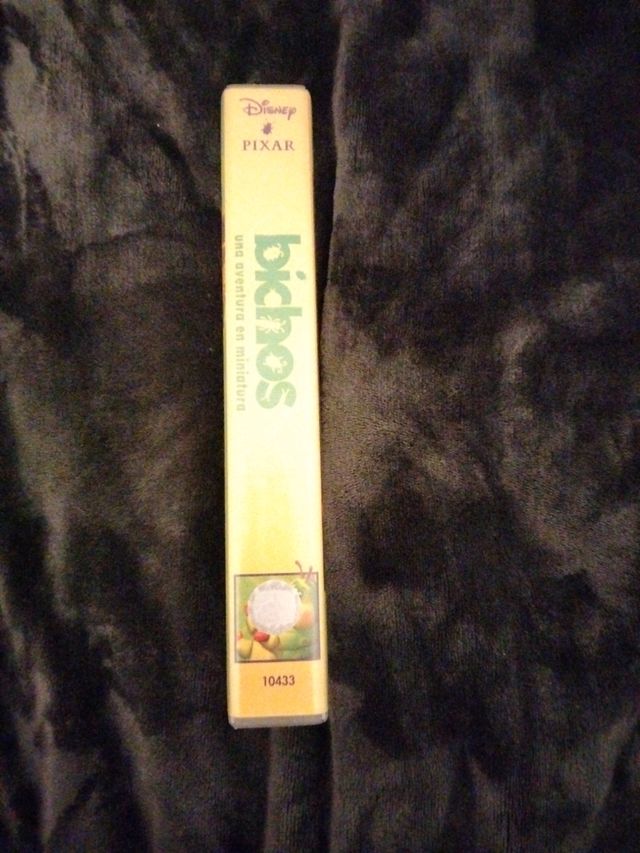 Disney
PIXAR
bichos
una aventura en miniatura
10433